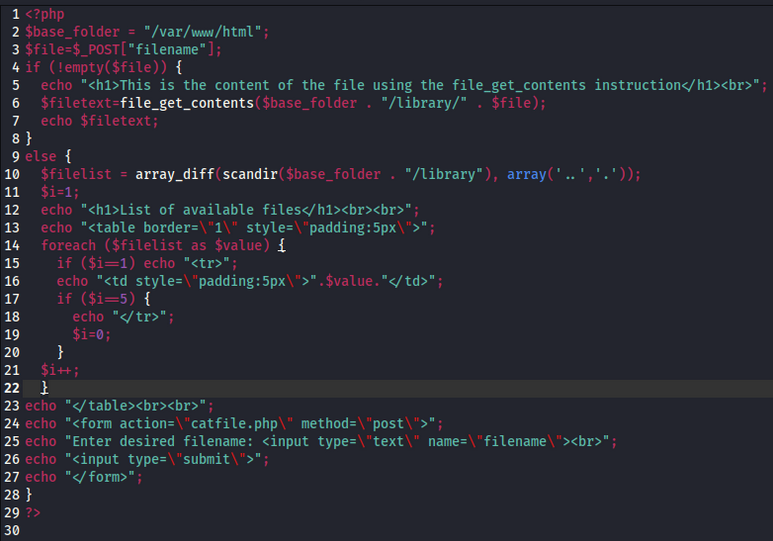 1 <?php
2 $base_folder = "/var/www/html";
3 $file=$_POST["filename"];
4 if (!empty($file)) {
5   echo "<h1>This is the content of the file using the file_get_contents instruction</h1><br>";
6   $filetext=file_get_contents($base_folder . "/library/" . $file);
7   echo $filetext;
8 }
9 else {
10   $filelist = array_diff(scandir($base_folder . "/library"), array('..','.'));
11   $i=1;
12   echo "<h1>List of available files</h1><br><br>";
13   echo "<table border=\"1\" style=\"padding:5px\">";
14   foreach ($filelist as $value) {
15     if ($i==1) echo "<tr>";
16     echo "<td style=\"padding:5px\">".$value."</td>";
17     if ($i==5) {
18       echo "</tr>";
19       $i=0;
20     }
21   $i++;
22   }
23 echo "</table><br><br>";
24 echo "<form action=\"catfile.php\" method=\"post\">";
25 echo "Enter desired filename: <input type=\"text\" name=\"filename\"><br>";
26 echo "<input type=\"submit\">";
27 echo "</form>";
28 }
29 ?>
30